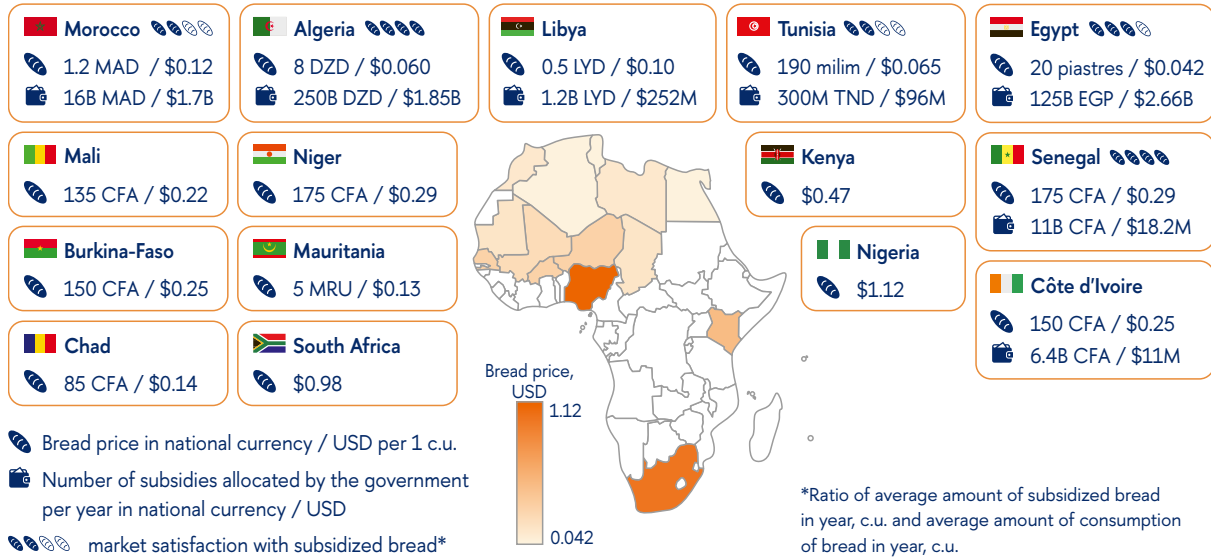 Morocco
1.2 MAD / $0.12
16B MAD / $1.7B
Algeria
8 DZD / $0.060
250B DZD / $1.85B
Libya
0.5 LYD / $0.10
1.2B LYD / $252M
Tunisia
190 milim / $0.065
300M TND / $96M
Egypt
20 piastres / $0.042
125B EGP / $2.66B
Mali
135 CFA / $0.22
Niger
175 CFA / $0.29
Kenya
$0.47
Senegal
175 CFA / $0.29
11B CFA / $18.2M
Burkina-Faso
150 CFA / $0.25
Mauritania
5 MRU / $0.13
Nigeria
$1.12
Côte d'Ivoire
150 CFA / $0.25
6.4B CFA / $11M
Chad
85 CFA / $0.14
South Africa
$0.98
Bread price,
USD
1.12
0.042
Bread price in national currency / USD per 1 c.u.
Number of subsidies allocated by the government
per year in national currency / USD
market satisfaction with subsidized bread*
*Ratio of average amount of subsidized bread
in year, c.u. and average amount of consumption
of bread in year, c.u.